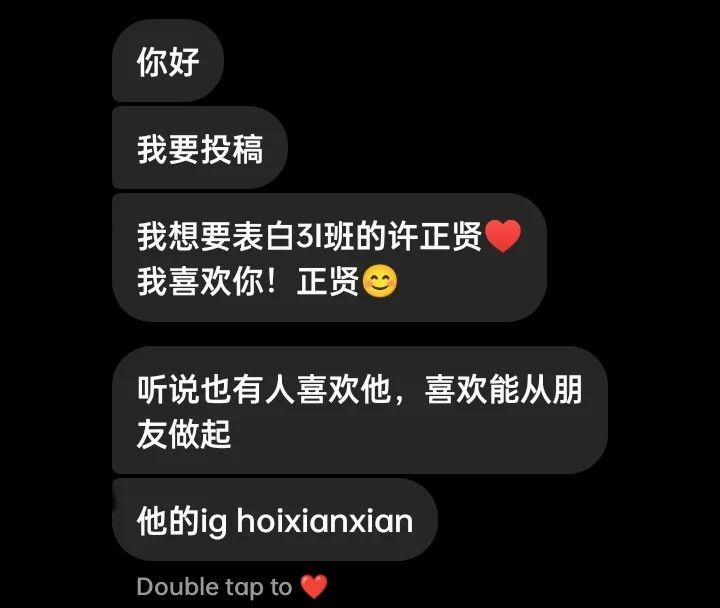 你好
我要投稿
我想要表白3I班的许正贤♥️
我喜欢你！正贤😊
听说也有人喜欢他，喜欢能从朋
友做起
他的ig hoixianxian
Double tap to ❤️